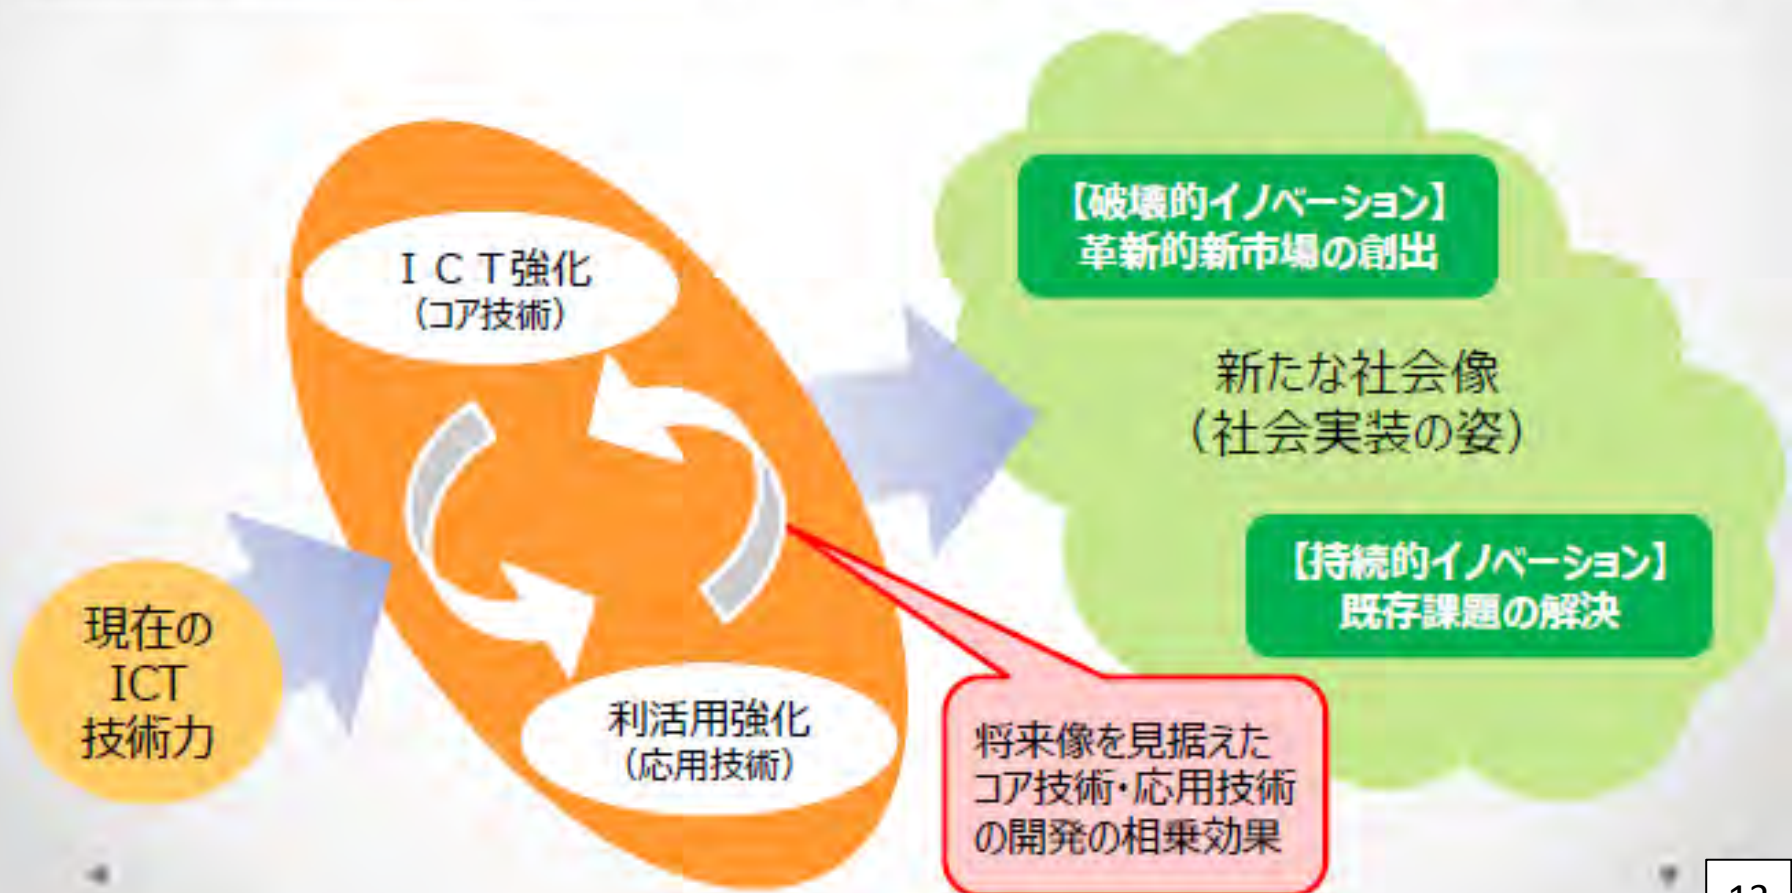 【破壊的イノベーション】
革新的新市場の創出
ＩＣＴ強化
（コア技術）
新たな社会像
（社会実装の姿）
【持続的イノベーション】
既存課題の解決
現在の
ICT
技術力
利活用強化
（応用技術）
将来像を見据えた
コア技術・応用技術
の開発の相乗効果